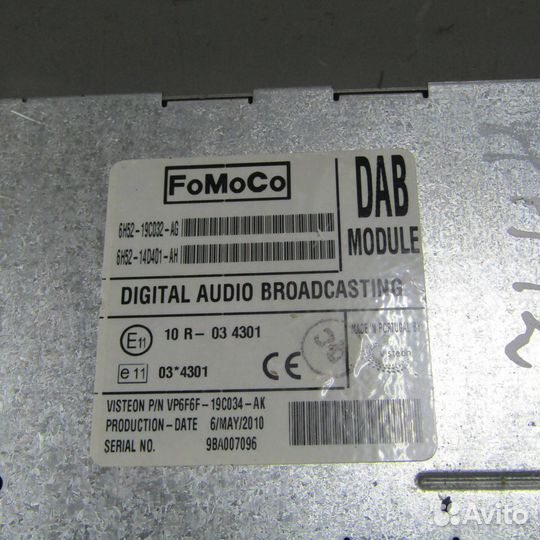 FoMoCo
DAB
MODULE
6H52-19C032-AG
6H52-14D401-AH
DIGITAL AUDIO BROADCASTING
E11 10 R- 03 4301
MADE IN PORTUGAL BY
Visteon
e 11 03*4301
CE
VISTEON P/N VP6F6F-19C034-AK
PRODUCTION-DATE 6/MAY/2010
SERIAL NO. 9BA007096
Avito